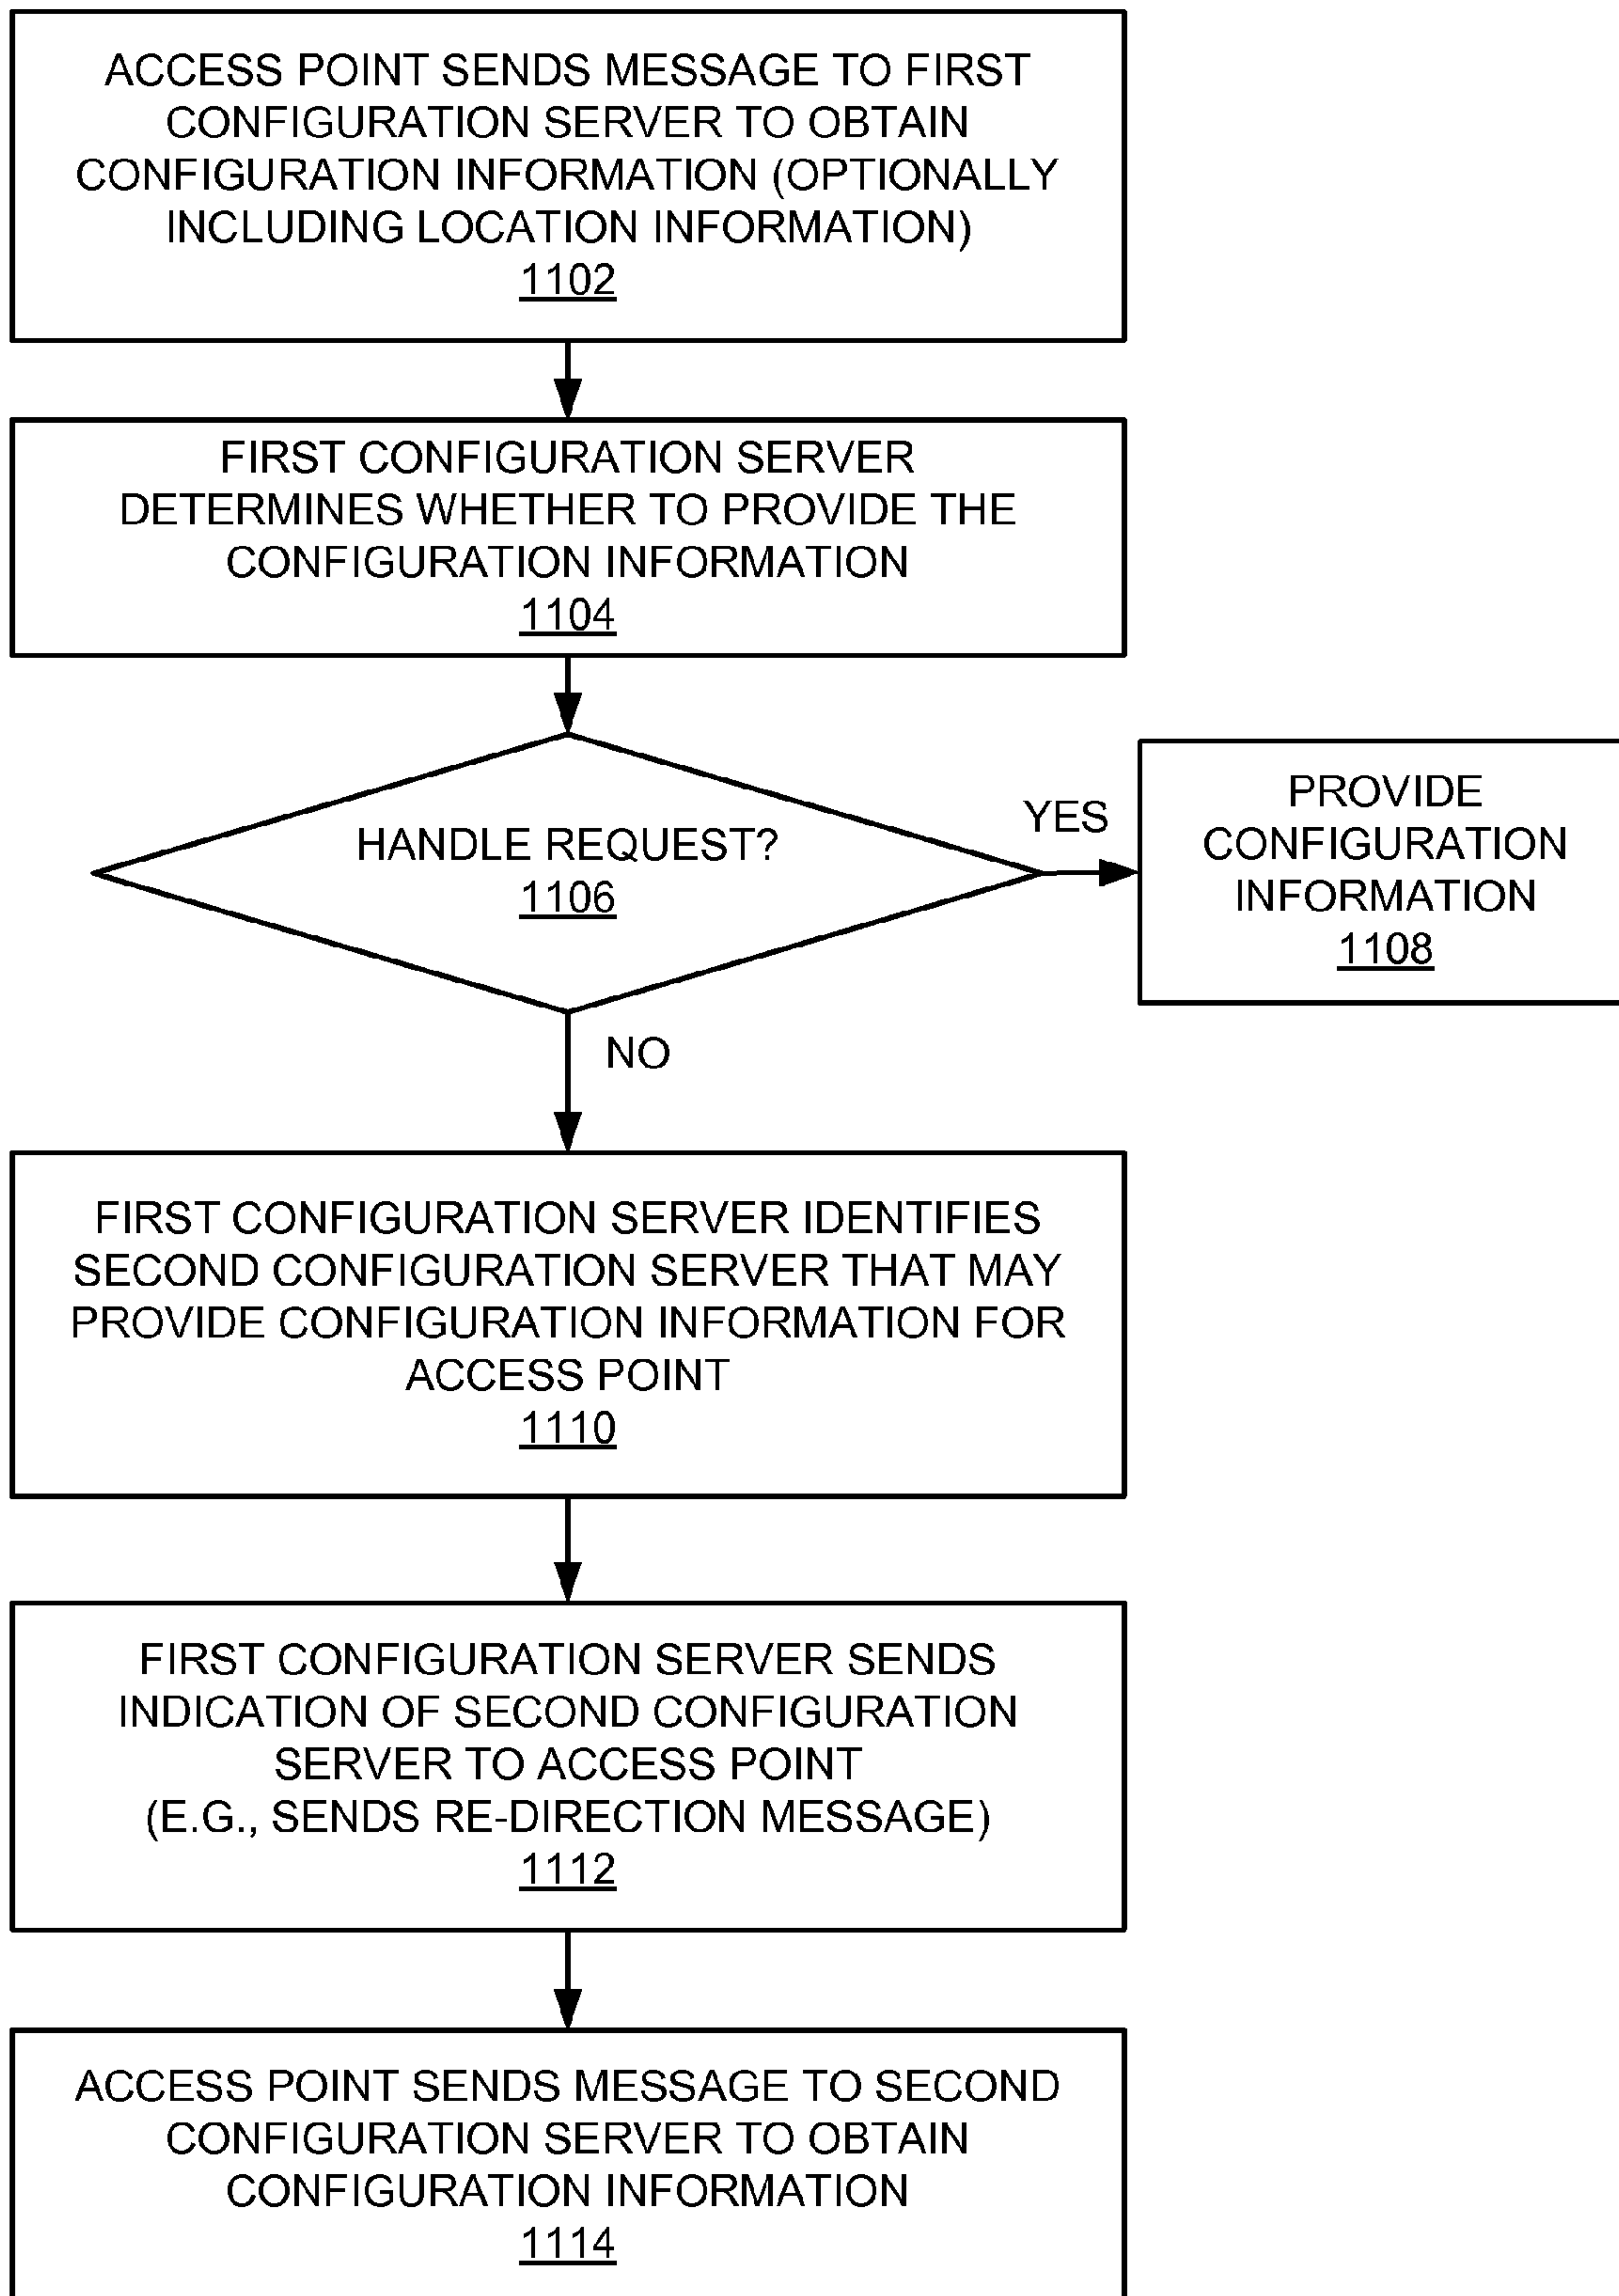 ACCESS POINT SENDS MESSAGE TO FIRST
CONFIGURATION SERVER TO OBTAIN
CONFIGURATION INFORMATION (OPTIONALLY
INCLUDING LOCATION INFORMATION)
1102
FIRST CONFIGURATION SERVER
DETERMINES WHETHER TO PROVIDE THE
CONFIGURATION INFORMATION
1104
HANDLE REQUEST?
1106
YES
PROVIDE
CONFIGURATION
INFORMATION
1108
NO
FIRST CONFIGURATION SERVER IDENTIFIES
SECOND CONFIGURATION SERVER THAT MAY
PROVIDE CONFIGURATION INFORMATION FOR
ACCESS POINT
1110
FIRST CONFIGURATION SERVER SENDS
INDICATION OF SECOND CONFIGURATION
SERVER TO ACCESS POINT
(E.G., SENDS RE-DIRECTION MESSAGE)
1112
ACCESS POINT SENDS MESSAGE TO SECOND
CONFIGURATION SERVER TO OBTAIN
CONFIGURATION INFORMATION
1114